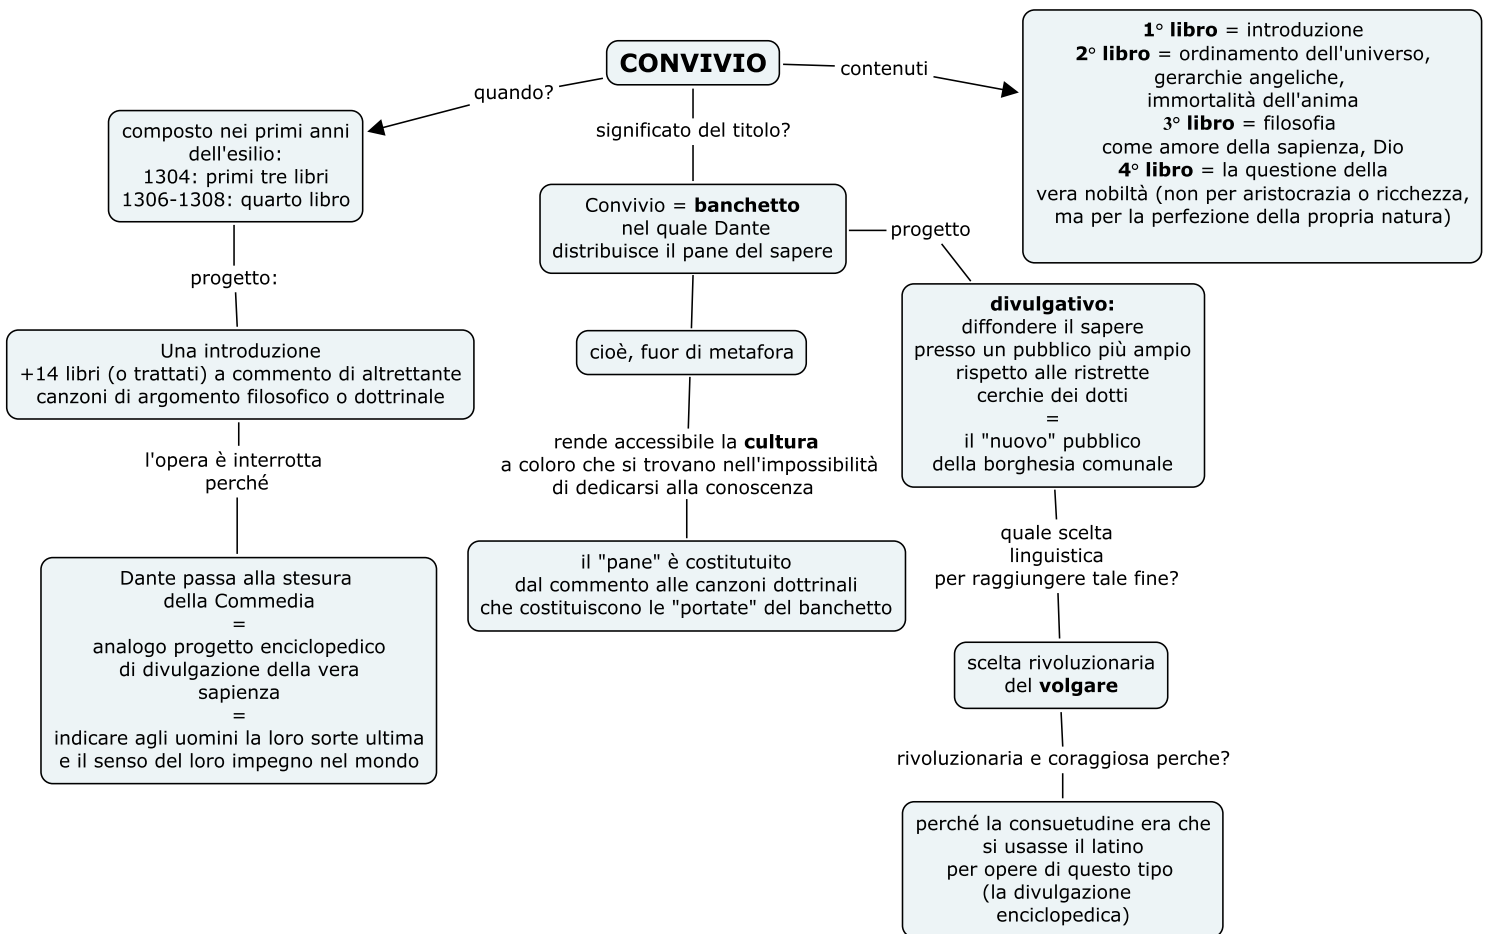 CONVIVIO
quando?
composto nei primi anni
dell'esilio:
1304: primi tre libri
1306-1308: quarto libro
progetto:
Una introduzione
+14 libri (o trattati) a commento di altrettante
canzoni di argomento filosofico o dottrinale
l'opera è interrotta
perché
Dante passa alla stesura
della Commedia
=
analogo progetto enciclopedico
di divulgazione della vera
sapienza
=
indicare agli uomini la loro sorte ultima
e il senso del loro impegno nel mondo
significato del titolo?
Convivio = banchetto
nel quale Dante
distribuisce il pane del sapere
cioè, fuor di metafora
rende accessibile la cultura
a coloro che si trovano nell'impossibilità
di dedicarsi alla conoscenza
il "pane" è costitutuito
dal commento alle canzoni dottrinali
che costituiscono le "portate" del banchetto
progetto
divulgativo:
diffondere il sapere
presso un pubblico più ampio
rispetto alle ristrette
cerchie dei dotti
=
il "nuovo" pubblico
della borghesia comunale
quale scelta
linguistica
per raggiungere tale fine?
scelta rivoluzionaria
del volgare
rivoluzionaria e coraggiosa perche?
perché la consuetudine era che
si usasse il latino
per opere di questo tipo
(la divulgazione
enciclopedica)
contenuti
1° libro = introduzione
2° libro = ordinamento dell'universo,
gerarchie angeliche,
immortalità dell'anima
3° libro = filosofia
come amore della sapienza, Dio
4° libro = la questione della
vera nobiltà (non per aristocrazia o ricchezza,
ma per la perfezione della propria natura)